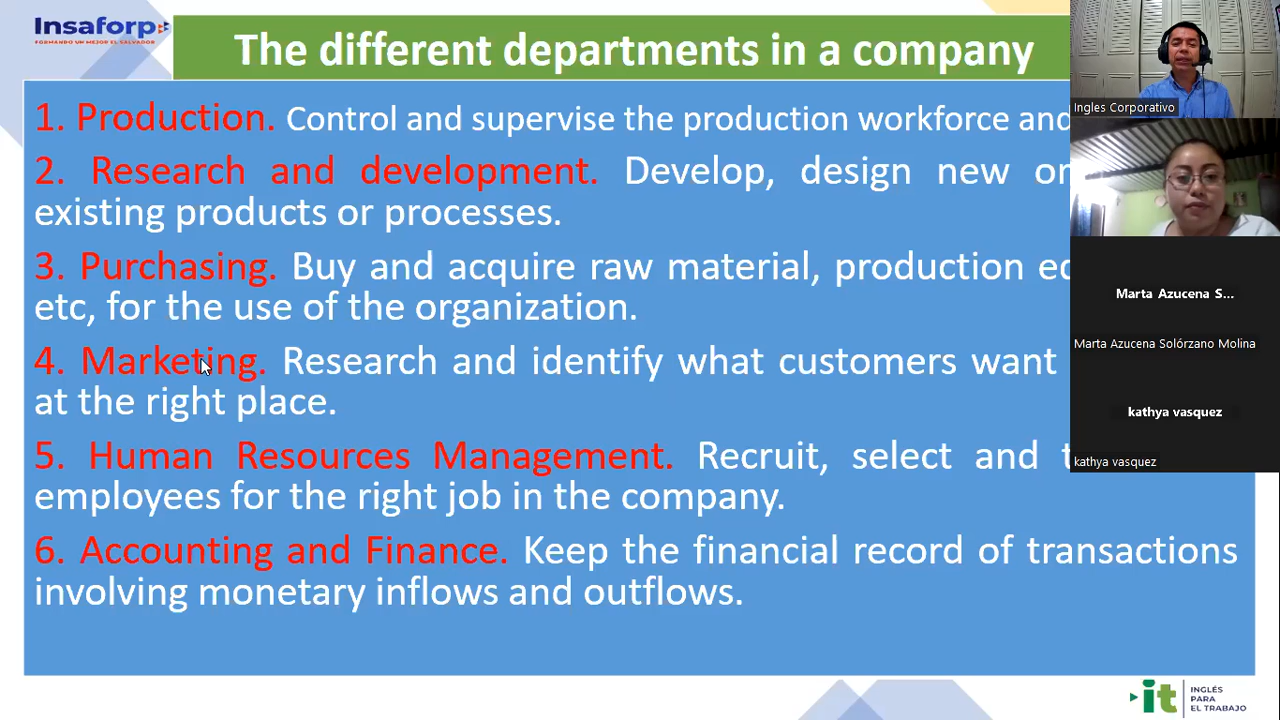 Insaforp
FORMANDO UN MEJOR EL SALVADOR
The different departments in a company
1. Production. Control and supervise the production workforce and
2. Research and development. Develop, design new or
existing products or processes.
3. Purchasing. Buy and acquire raw material, production
etc, for the use of the organization.
4. Marketing. Research and identify what customers want
at the right place.
5. Human Resources Management. Recruit, select and
employees for the right job in the company.
6. Accounting and Finance. Keep the financial record of transactions
involving monetary inflows and outflows.
Ingles Corporativo
Marta Azucena S...
Marta Azucena Solórzano Molina
kathya vasquez
kathya vasquez
it
INGLÉS
PARA
EL TRABAJO